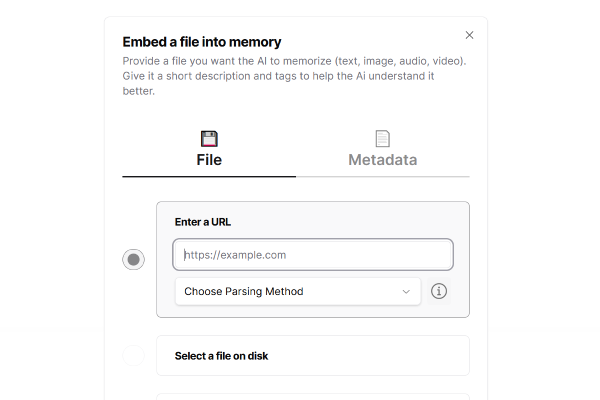 Embed a file into memory
Provide a file you want the AI to memorize (text, image, audio, video).
Give it a short description and tags to help the Ai understand it
better.
File
Metadata
Enter a URL
https://example.com
Choose Parsing Method
Select a file on disk